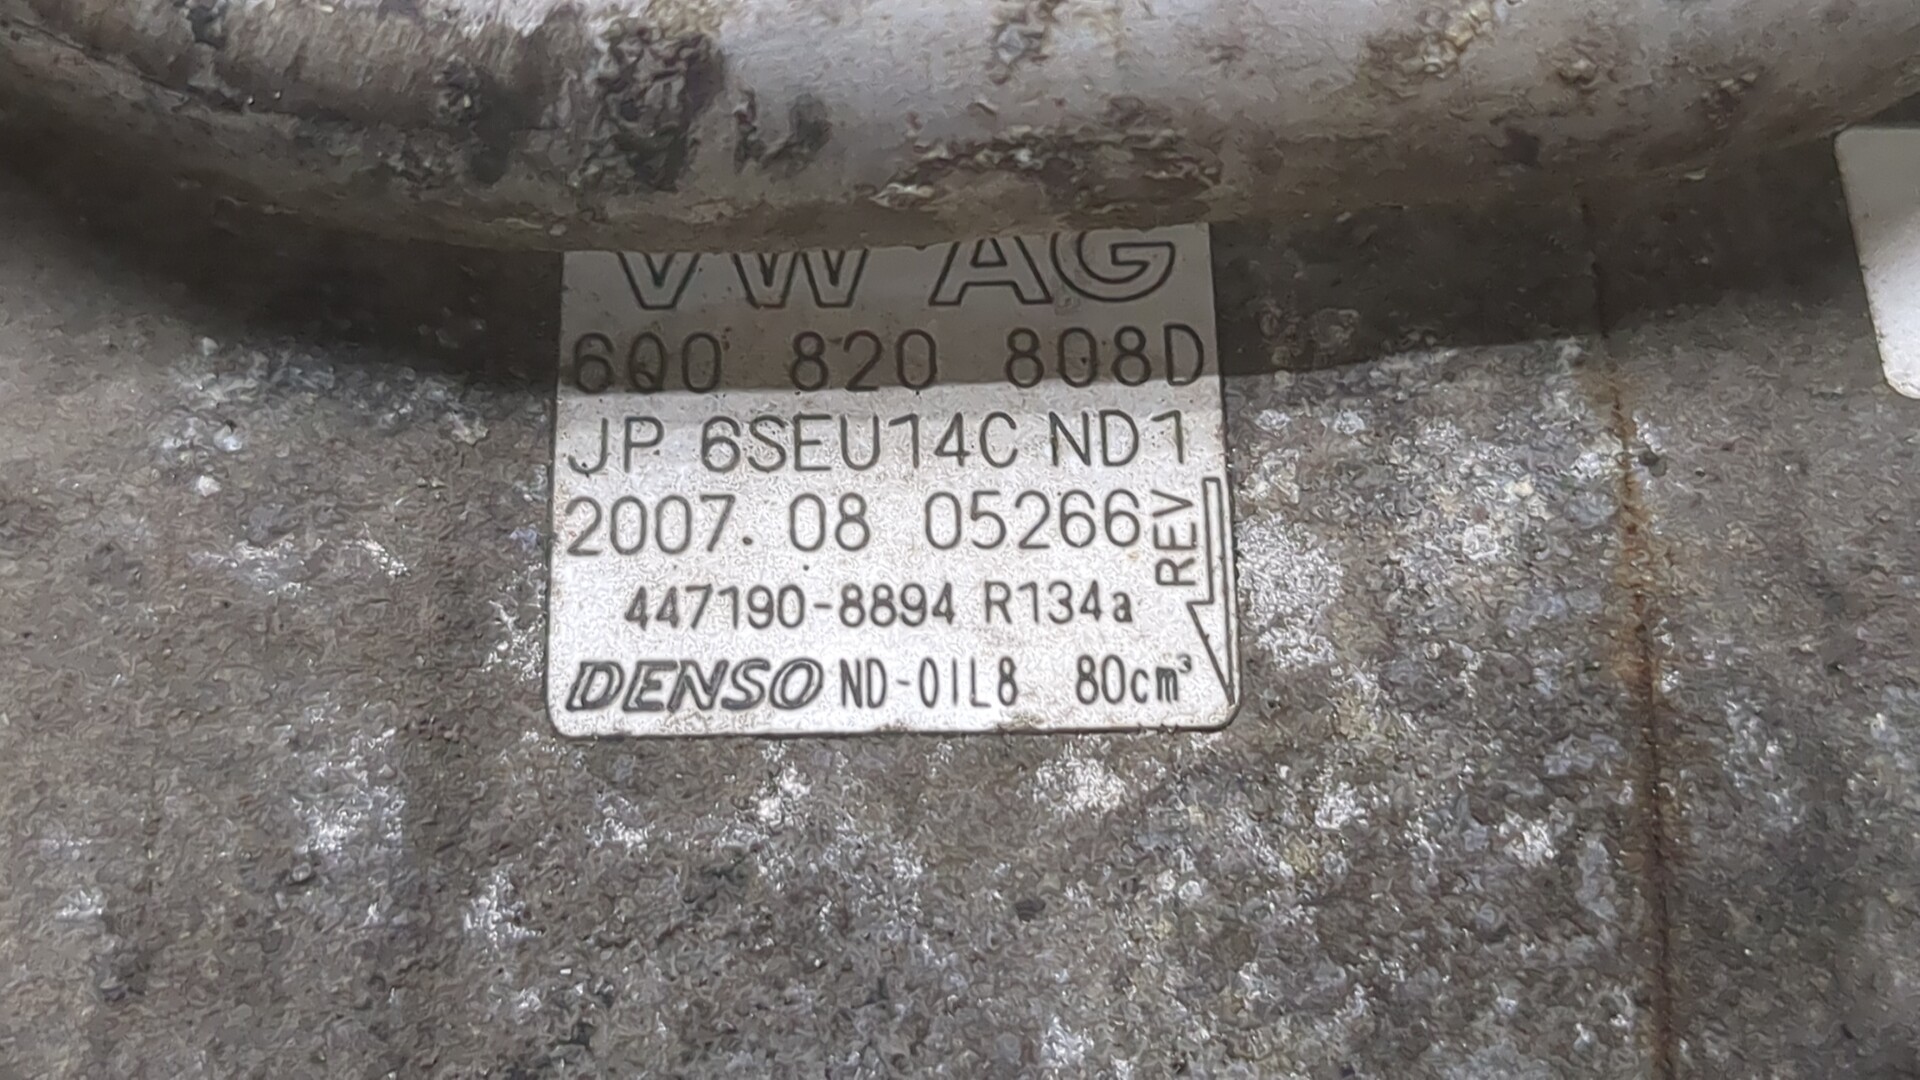 VW AG
6Q0 820 808D
JP 6SEU14C ND1
2007.08 05266
REV
447190-8894 R134a
DENSO ND-OIL8 80cm³